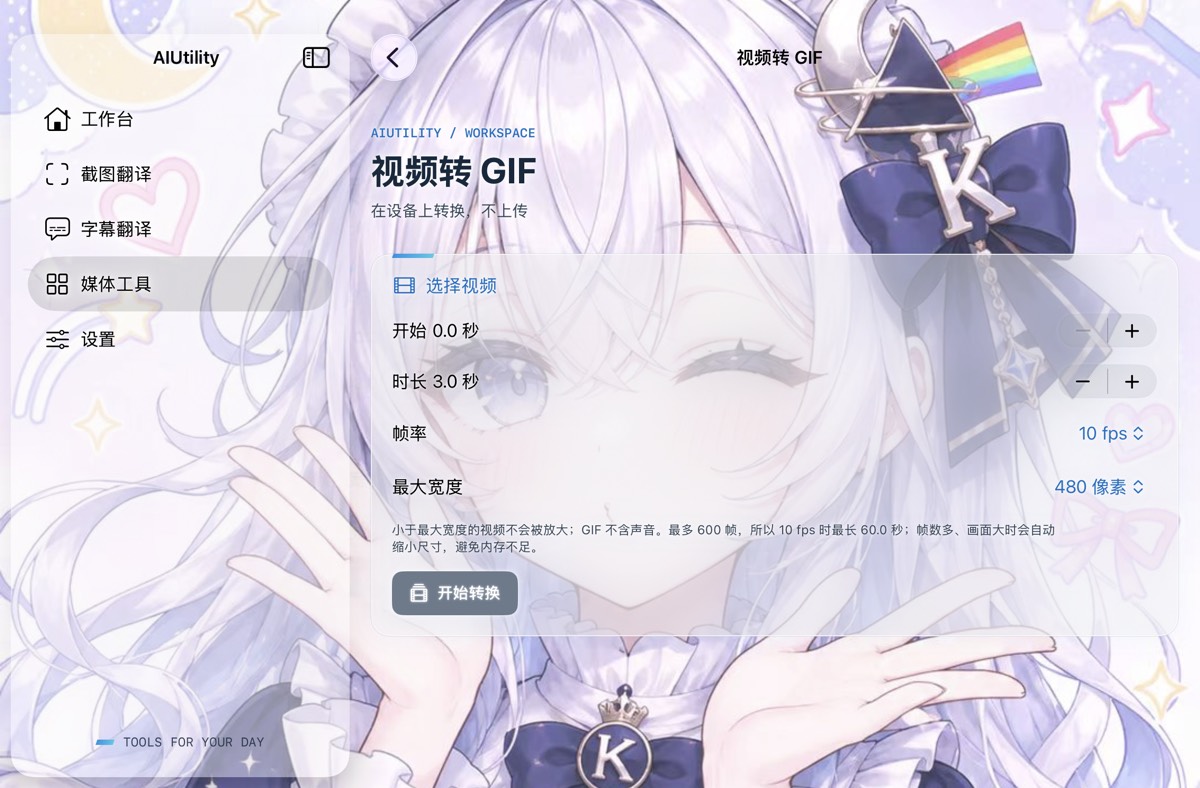 AIUtility
视频转 GIF
工作台
截图翻译
字幕翻译
媒体工具
设置
TOOLS FOR YOUR DAY
AIUTILITY / WORKSPACE
视频转 GIF
在设备上转换，不上传
选择视频
开始 0.0 秒
时长 3.0 秒
帧率
10 fps
最大宽度
480 像素
小于最大宽度的视频不会被放大；GIF 不含声音。最多 600 帧，所以 10 fps 时最长 60.0 秒；帧数多、画面大时会自动
缩小尺寸，避免内存不足。
开始转换
K
K